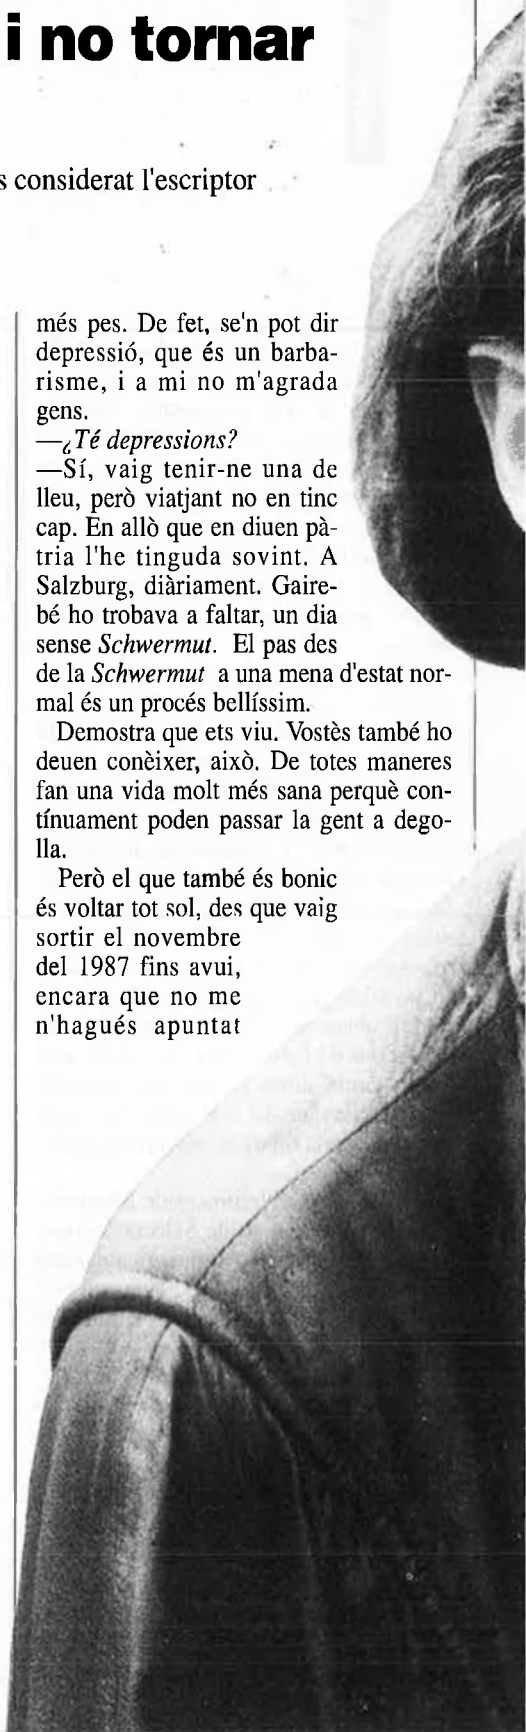 i no tornar
s considerat l'escriptor
més pes. De fet, se'n pot dir
depressió, que és un barba-
risme, i a mi no m'agrada
gens.
—¿Té depressions?
—Sí, vaig tenir-ne una de
lleu, però viatjant no en tinc
cap. En allò que en diuen pà-
tria l'he tinguda sovint. A
Salzburg, diàriament. Gaire-
bé ho trobava a faltar, un dia
sense Schwermut. El pas des
de la Schwermut a una mena d'estat nor-
mal és un procés bellíssim.
Demostra que ets viu. Vostès també ho
deuen conèixer, això. De totes maneres
fan una vida molt més sana perquè con-
tínuament poden passar la gent a dego-
lla.
Però el que també és bonic
és voltar tot sol, des que vaig
sortir el novembre
del 1987 fins avui,
encara que no me
n'hagués apuntat